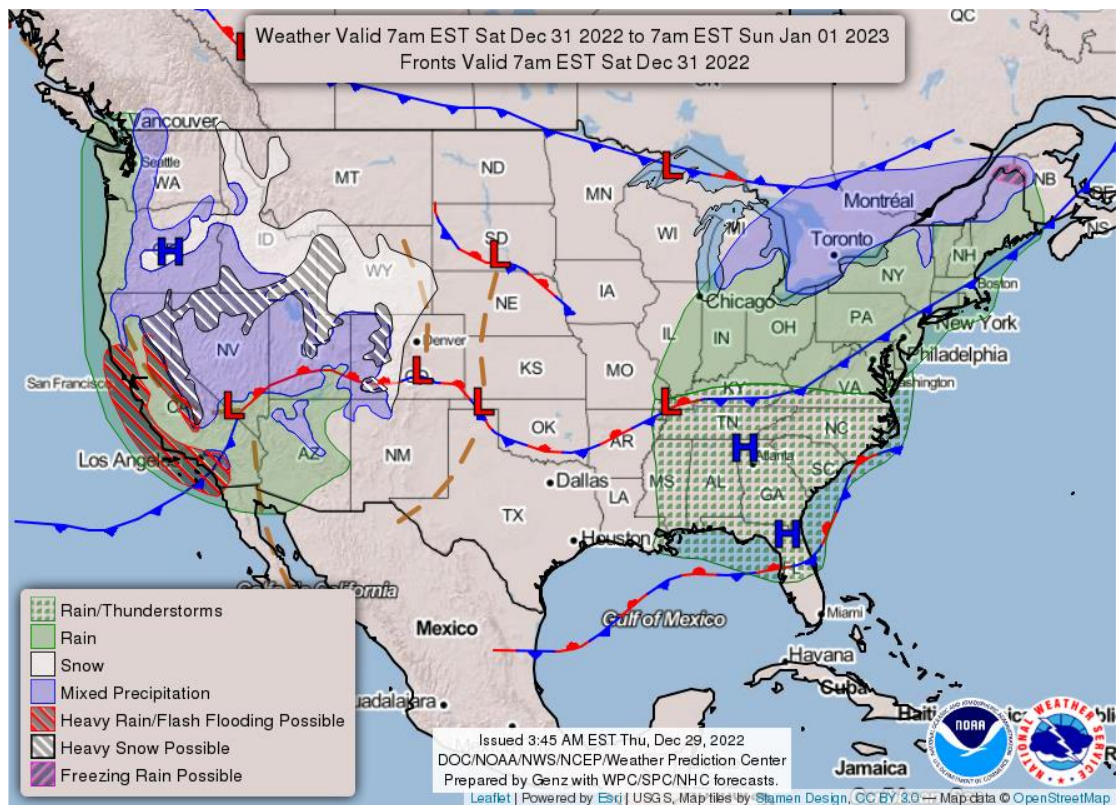 Weather Valid 7am EST Sat Dec 31 2022 to 7am EST Sun Jan 01 2023
Fronts Valid 7am EST Sat Dec 31 2022
QC
Vancouver
Seattle
WA
MT
ND
MN
Montréal
NB
NS
L
H
ID
SD
L
WI
MI
Toronto
NH
WY
NY
Boston
NE
IA
Chicago
New York
NV
Denver
IL
IN
OH
PA
Philadelphia
San Francisco
CA
L
L
L
KS
MO
L
KY
VA
Washington
Los Angeles
AZ
NM
OK
AR
TN
H
Atlanta
NC
SC
Dallas
MS
AL
GA
TX
LA
Houston
H
FL
Mexico
Gulf of Mexico
Miami
Havana
Cuba
Jamaica
Rain/Thunderstorms
Rain
Snow
Mixed Precipitation
Heavy Rain/Flash Flooding Possible
Heavy Snow Possible
Freezing Rain Possible
Issued 3:45 AM EST Thu, Dec 29, 2022
DOC/NOAA/NWS/NCEP/Weather Prediction Center
Prepared by Genz with WPC/SPC/NHC forecasts.
NOAA
NATIONAL WEATHER SERVICE
Leaflet | Powered by Esri | USGS, Map tiles by Stamen Design, CC BY 3.0 — Map data © OpenStreetMap